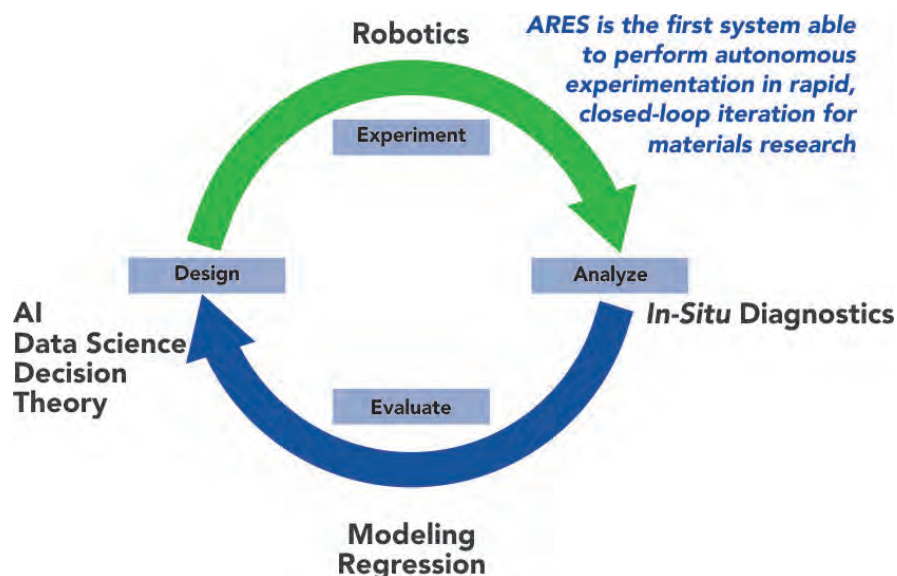 Robotics
ARES is the first system able
to perform autonomous
experimentation in rapid,
closed-loop iteration for
materials research
Experiment
Design
Analyze
AI
Data Science
Decision
Theory
In-Situ Diagnostics
Evaluate
Modeling
Regression